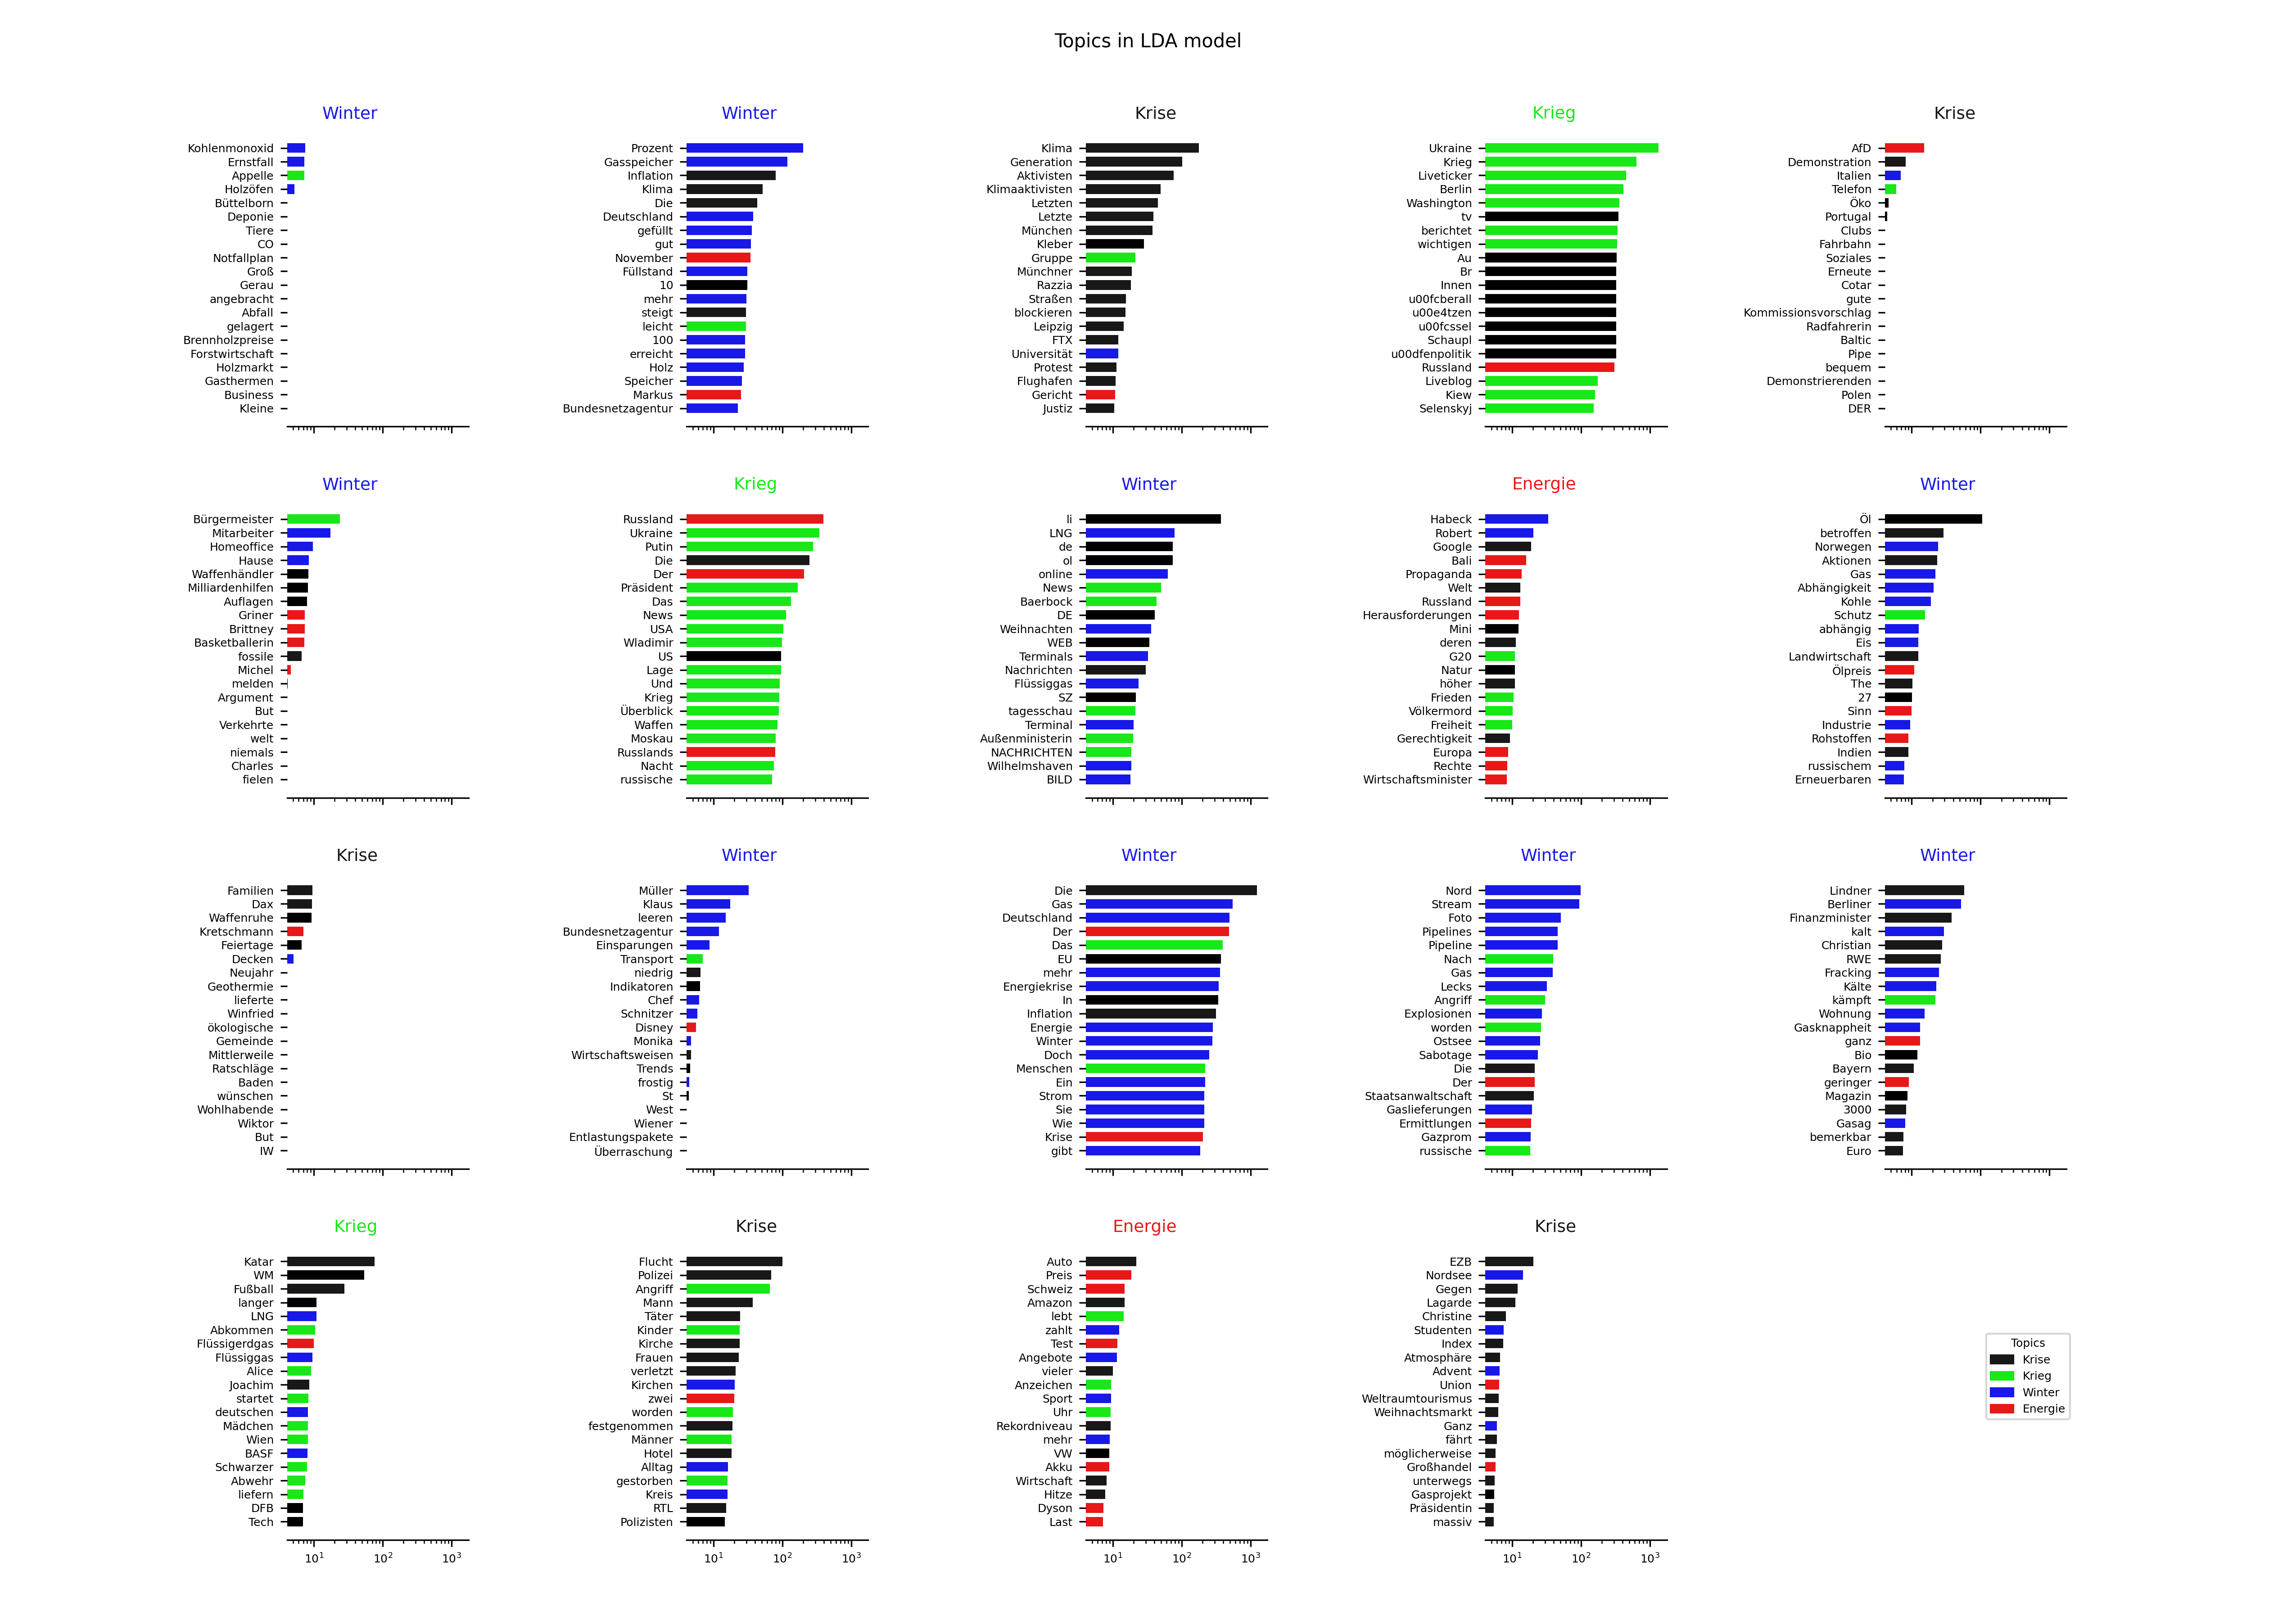 Topics in LDA model
Winter
Kohlenmonoxid
Ernstfall
Appelle
Holzöfen
Büttelborn
Deponie
Tiere
CO
Notfallplan
Groß
Gerau
angebracht
Abfall
gelagert
Brennholzpreise
Forstwirtschaft
Holzmarkt
Gasthermen
Business
Kleine
Winter
Prozent
Gasspeicher
Inflation
Klima
Die
Deutschland
gefüllt
gut
November
Füllstand
10
mehr
steigt
leicht
100
erreicht
Holz
Speicher
Markus
Bundesnetzagentur
Krise
Klima
Generation
Aktivisten
Klimaaktivisten
Letzten
Letzte
München
Kleber
Gruppe
Münchner
Razzia
Straßen
blockieren
Leipzig
FTX
Universität
Protest
Flughafen
Gericht
Justiz
Krieg
Ukraine
Krieg
Liveticker
Berlin
Washington
tv
berichtet
wichtigen
Au
Br
Innen
u00fcberall
u00e4tzen
u00fcssel
Schaupl
u00dfenpolitik
Russland
Liveblog
Kiew
Selenskyj
Krise
AfD
Demonstration
Italien
Telefon
Öko
Portugal
Clubs
Fahrbahn
Soziales
Erneute
Cotar
gute
Kommissionsvorschlag
Radfahrerin
Baltic
Pipe
bequem
Demonstrierenden
Polen
DER
Winter
Bürgermeister
Mitarbeiter
Homeoffice
Hause
Waffenhändler
Milliardenhilfen
Auflagen
Griner
Brittney
Basketballerin
fossile
Michel
melden
Argument
But
Verkehrte
welt
niemals
Charles
fielen
Krieg
Russland
Ukraine
Putin
Die
Der
Präsident
Das
News
USA
Wladimir
US
Lage
Und
Krieg
Überblick
Waffen
Moskau
Russlands
Nacht
russische
Winter
li
LNG
de
ol
online
News
Baerbock
DE
Weihnachten
WEB
Terminals
Nachrichten
Flüssiggas
SZ
tagesschau
Terminal
Außenministerin
NACHRICHTEN
Wilhelmshaven
BILD
Energie
Habeck
Robert
Google
Bali
Propaganda
Welt
Russland
Herausforderungen
Mini
deren
G20
Natur
höher
Frieden
Völkermord
Freiheit
Gerechtigkeit
Europa
Rechte
Wirtschaftsminister
Winter
Öl
betroffen
Norwegen
Aktionen
Gas
Abhängigkeit
Kohle
Schutz
abhängig
Eis
Landwirtschaft
Ölpreis
The
27
Sinn
Industrie
Rohstoffen
Indien
russischem
Erneuerbaren
Krise
Familien
Dax
Waffenruhe
Kretschmann
Feiertage
Decken
Neujahr
Geothermie
lieferte
Winfried
ökologische
Gemeinde
Mittlerweile
Ratschläge
Baden
wünschen
Wohlhabende
Wiktor
But
IW
Winter
Müller
Klaus
leeren
Bundesnetzagentur
Einsparungen
Transport
niedrig
Indikatoren
Chef
Schnitzer
Disney
Monika
Wirtschaftsweisen
Trends
frostig
St
West
Wiener
Entlastungspakete
Überraschung
Winter
Die
Gas
Deutschland
Der
Das
EU
mehr
Energiekrise
In
Inflation
Energie
Winter
Doch
Menschen
Ein
Strom
Sie
Wie
Krise
gibt
Winter
Nord
Stream
Foto
Pipelines
Pipeline
Nach
Gas
Lecks
Angriff
Explosionen
worden
Ostsee
Sabotage
Die
Der
Staatsanwaltschaft
Gaslieferungen
Ermittlungen
Gazprom
russische
Winter
Lindner
Berliner
Finanzminister
kalt
Christian
RWE
Fracking
Kälte
kämpft
Wohnung
Gasknappheit
ganz
Bio
Bayern
geringer
Magazin
3000
Gasag
bemerkbar
Euro
Krieg
Katar
WM
Fußball
langer
LNG
Abkommen
Flüssigerdgas
Flüssiggas
Alice
Joachim
startet
deutschen
Mädchen
Wien
BASF
Schwarzer
Abwehr
liefern
DFB
Tech
10¹ 10² 10³
Krise
Flucht
Polizei
Angriff
Mann
Täter
Kinder
Kirche
Frauen
verletzt
Kirchen
zwei
worden
festgenommen
Männer
Hotel
Alltag
gestorben
Kreis
RTL
Polizisten
10¹ 10² 10³
Energie
Auto
Preis
Schweiz
Amazon
lebt
zahlt
Test
Angebote
vieler
Anzeichen
Sport
Uhr
Rekordniveau
mehr
VW
Akku
Wirtschaft
Hitze
Dyson
Last
10¹ 10² 10³
Krise
EZB
Nordsee
Gegen
Lagarde
Christine
Studenten
Index
Atmosphäre
Advent
Union
Weltraumtourismus
Weihnachtsmarkt
Ganz
fährt
möglicherweise
Großhandel
unterwegs
Gasprojekt
Präsidentin
massiv
10¹ 10² 10³
Topics
Krise
Krieg
Winter
Energie